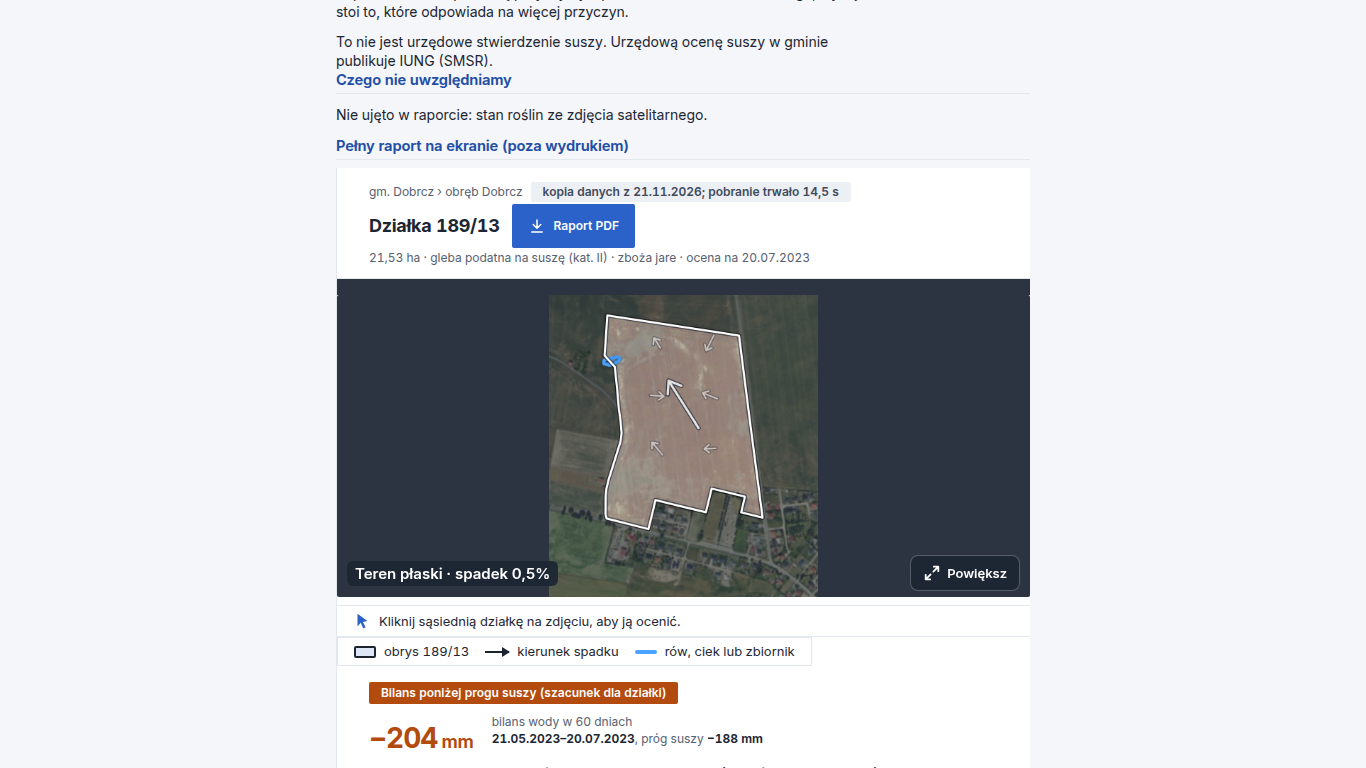 stoi to, które odpowiada na więcej przyczyn.
To nie jest urzędowe stwierdzenie suszy. Urzędową ocenę suszy w gminie
publikuje IUNG (SMSR).
Czego nie uwzględniamy
Nie ujęto w raporcie: stan roślin ze zdjęcia satelitarnego.
Pełny raport na ekranie (poza wydrukiem)
gm. Dobrcz › obręb Dobrcz kopia danych z 21.11.2026; pobranie trwało 14,5 s
Działka 189/13 Raport PDF
21,53 ha · gleba podatna na suszę (kat. II) · zboża jare · ocena na 20.07.2023
Teren płaski · spadek 0,5% Powiększ
Kliknij sąsiednią działkę na zdjęciu, aby ją ocenić.
obrys 189/13 kierunek spadku rów, ciek lub zbiornik
Bilans poniżej progu suszy (szacunek dla działki)
−204 mm
bilans wody w 60 dniach
21.05.2023–20.07.2023, próg suszy −188 mm